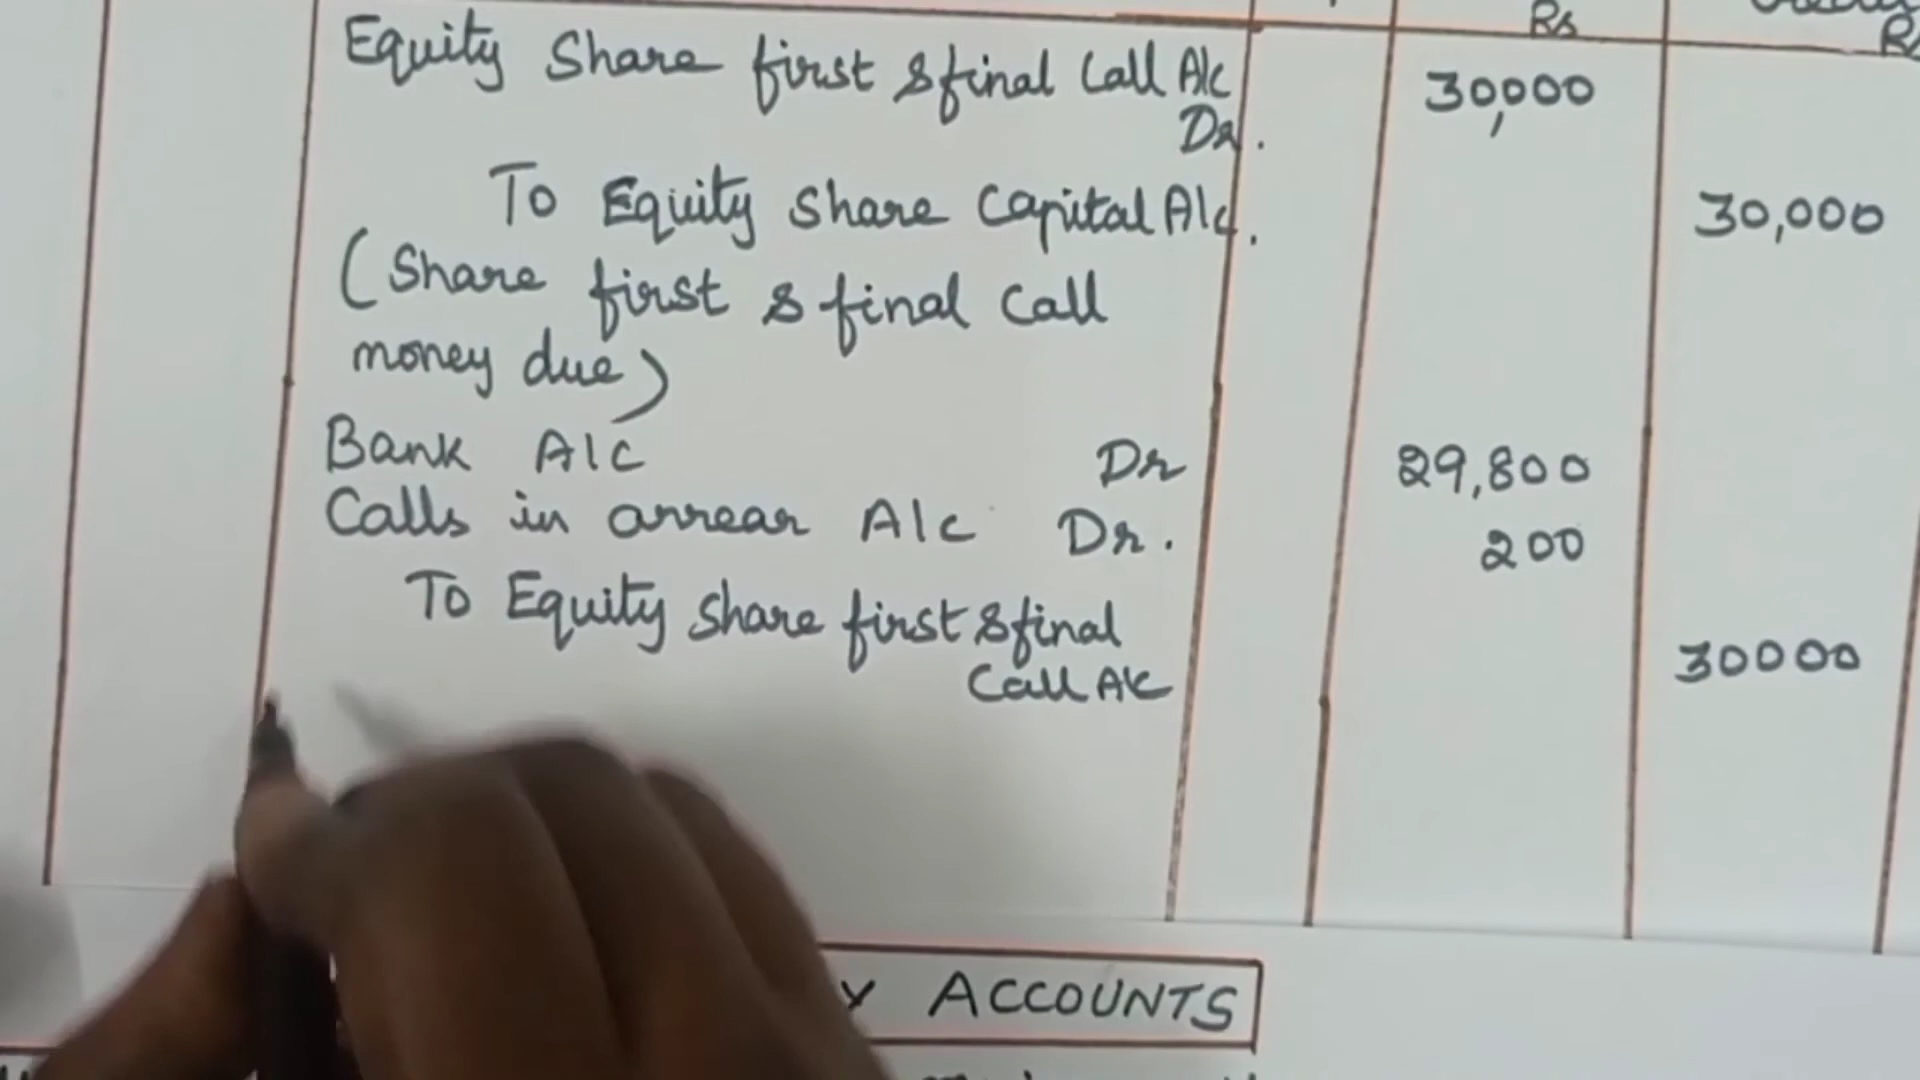 Rs
Equity Share first & final Call A/c 30,000
Dr.
To Equity Share Capital A/c. 30,000
(Share first & final Call
money due)
Bank A/c Dr 29,800
Calls in arrear A/c Dr. 200
To Equity Share first & final
Call A/c 30000
Y ACCOUNTS